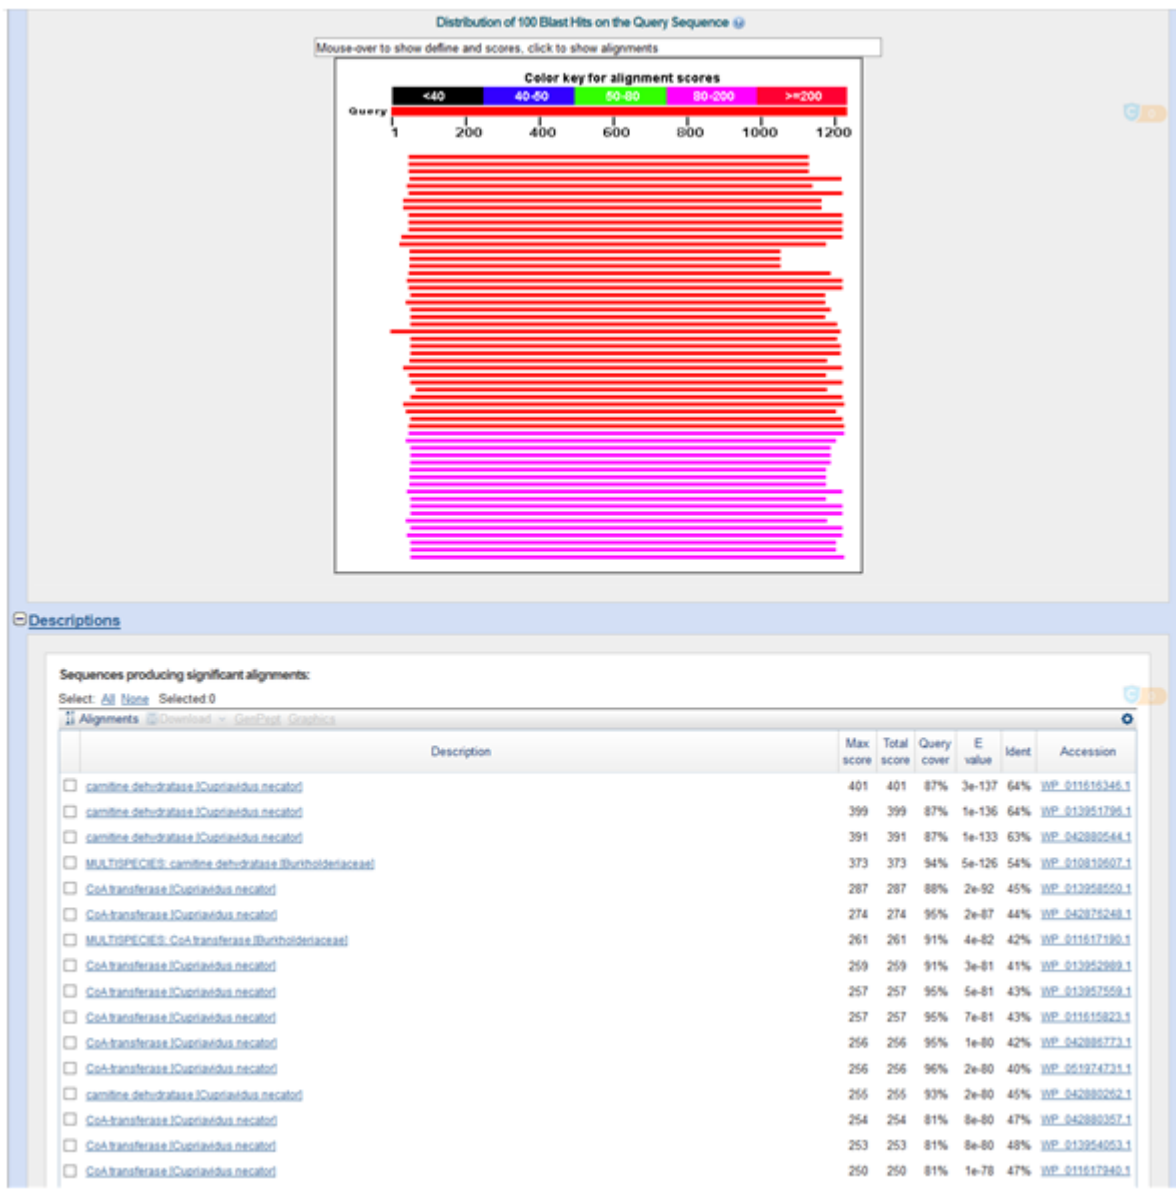 Distribution of 100 Blast Hits on the Query Sequence
Mouse-over to show defline and scores, click to show alignments
Color key for alignment scores
<40 40-50 50-80 80-200 >=200
Query
1 200 400 600 800 1000 1200
Descriptions
Sequences producing significant alignments:
Select: All None Selected:0
Alignments Download GenPept Graphics
Description Max score Total score Query cover E value Ident Accession
carnitine dehydratase [Cupriavidus necator] 401 401 87% 3e-137 64% WP_011616346.1
carnitine dehydratase [Cupriavidus necator] 399 399 87% 1e-136 64% WP_013951796.1
carnitine dehydratase [Cupriavidus necator] 391 391 87% 1e-133 63% WP_042880544.1
MULTISPECIES: carnitine dehydratase [Burkholderiaceae] 373 373 94% 5e-126 54% WP_010810607.1
CoA transferase [Cupriavidus necator] 287 287 88% 2e-92 45% WP_013958550.1
CoA-transferase [Cupriavidus necator] 274 274 95% 2e-87 44% WP_042876248.1
MULTISPECIES: CoA transferase [Burkholderiaceae] 261 261 91% 4e-82 42% WP_011617190.1
CoA transferase [Cupriavidus necator] 259 259 91% 3e-81 41% WP_013952989.1
CoA transferase [Cupriavidus necator] 257 257 95% 5e-81 43% WP_013957559.1
CoA transferase [Cupriavidus necator] 257 257 95% 7e-81 43% WP_011615823.1
CoA-transferase [Cupriavidus necator] 256 256 95% 1e-80 42% WP_042886773.1
CoA-transferase [Cupriavidus necator] 256 256 96% 2e-80 40% WP_051974731.1
carnitine dehydratase [Cupriavidus necator] 255 255 93% 2e-80 45% WP_042880262.1
CoA-transferase [Cupriavidus necator] 254 254 81% 8e-80 47% WP_042880357.1
CoA transferase [Cupriavidus necator] 253 253 81% 8e-80 48% WP_013954053.1
CoA transferase [Cupriavidus necator] 250 250 81% 1e-78 47% WP_011617940.1